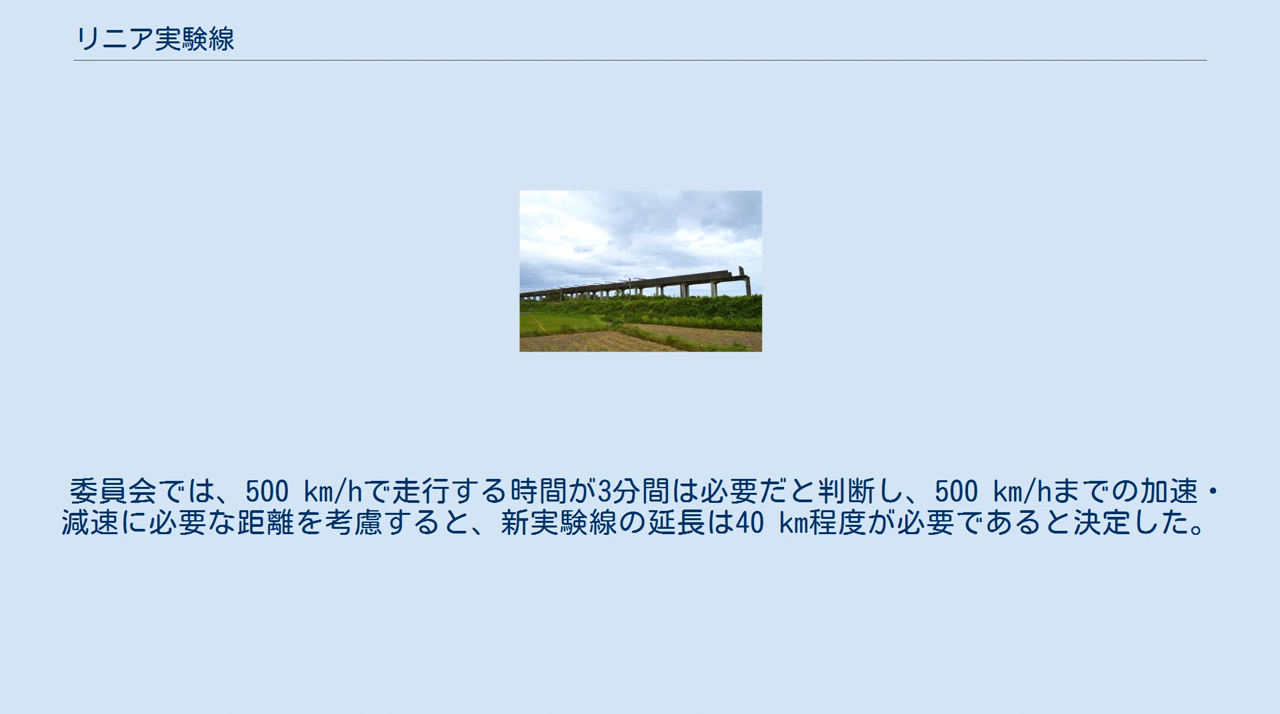 リニア実験線
委員会では、500 km/hで走行する時間が3分間は必要だと判断し、500 km/hまでの加速・
減速に必要な距離を考慮すると、新実験線の延長は40 km程度が必要であると決定した。